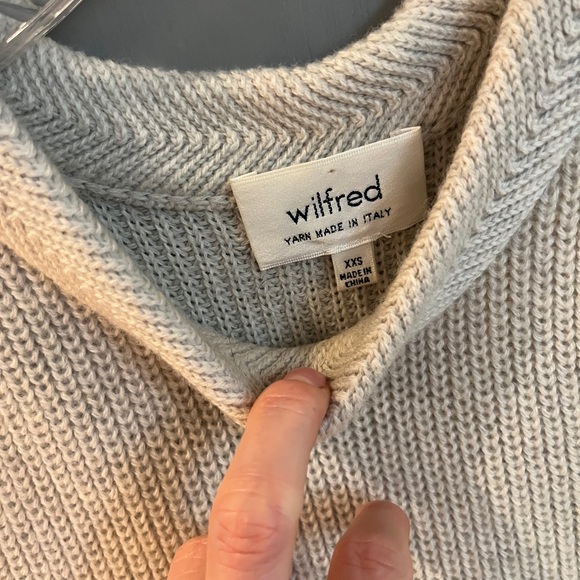 wilfred
YARN MADE IN ITALY
XXS
MADE IN
CHINA